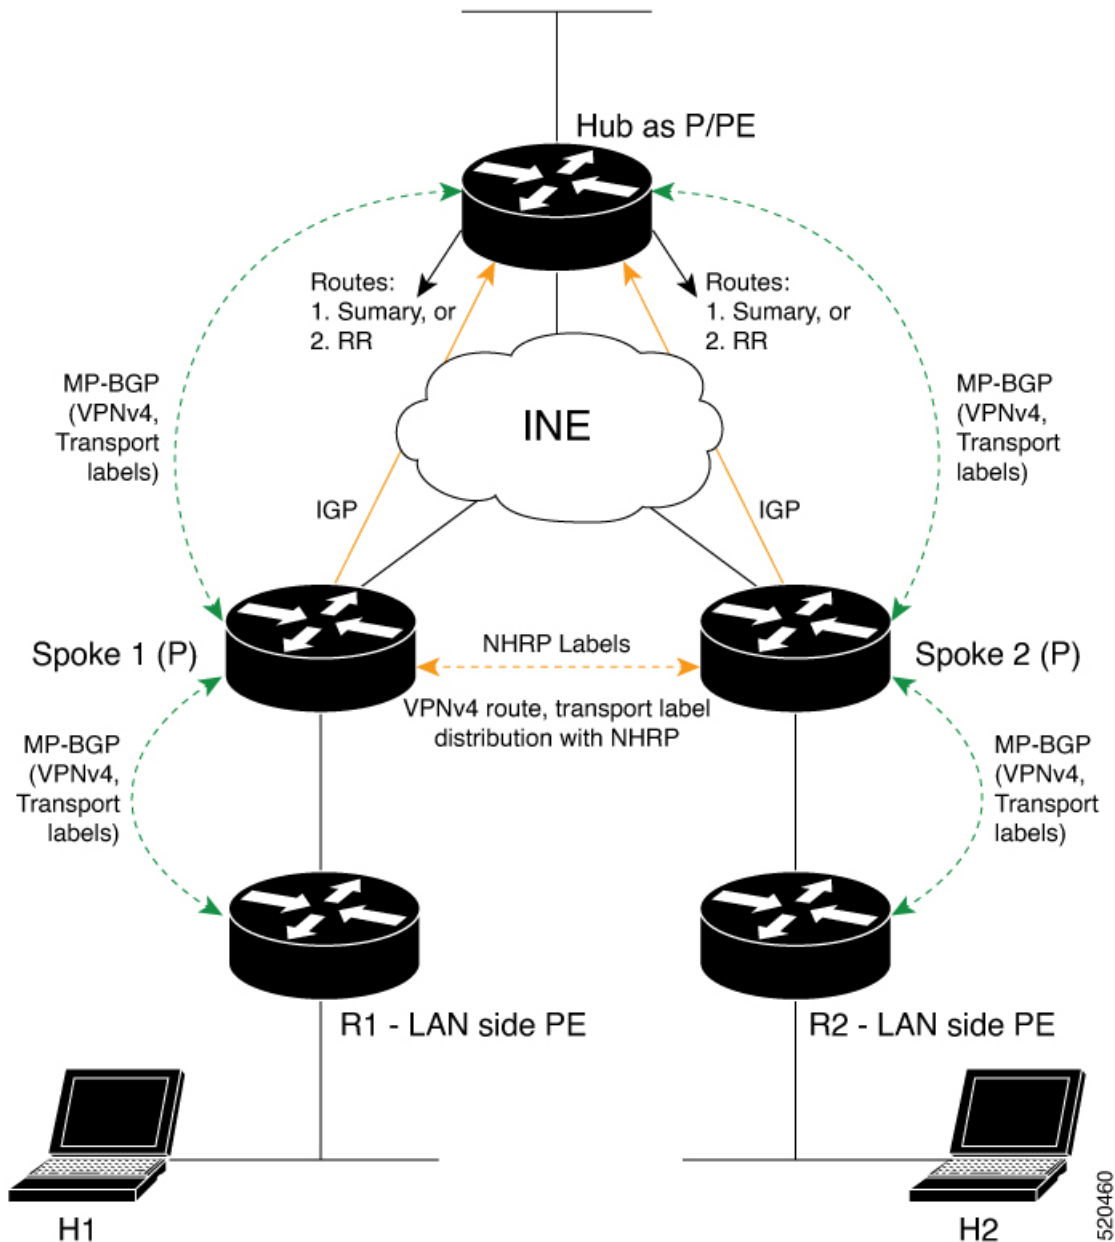 Hub as P/PE
Routes:
1. Sumary, or
2. RR
Routes:
1. Sumary, or
2. RR
MP-BGP
(VPNv4,
Transport
labels)
INE
MP-BGP
(VPNv4,
Transport
labels)
IGP
IGP
Spoke 1 (P)
NHRP Labels
Spoke 2 (P)
VPNv4 route, transport label
distribution with NHRP
MP-BGP
(VPNv4,
Transport
labels)
MP-BGP
(VPNv4,
Transport
labels)
R1 - LAN side PE
R2 - LAN side PE
H1
H2
520460